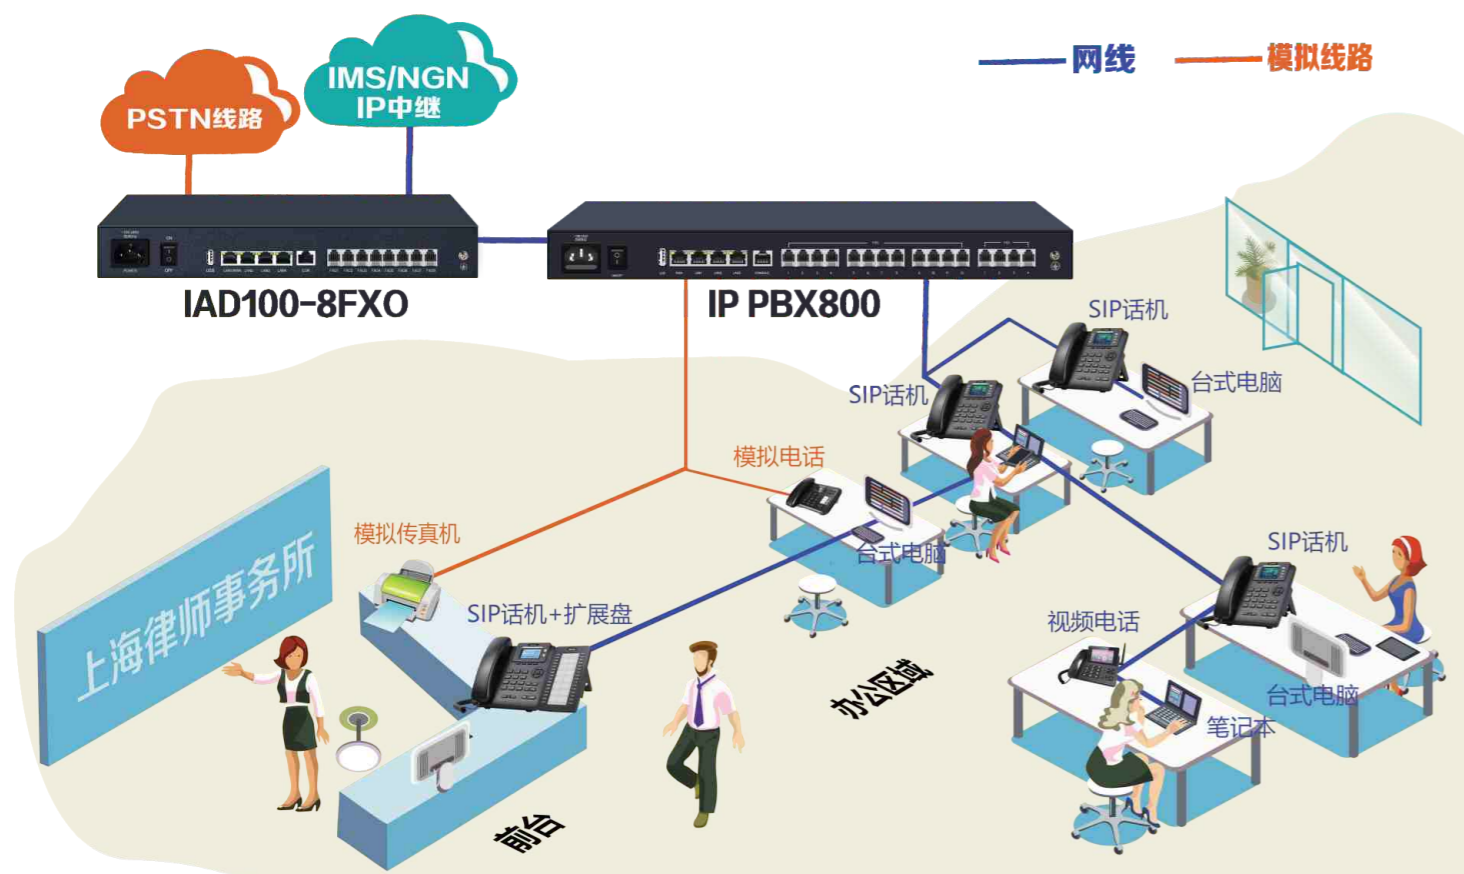 网线
模拟线路
PSTN线路
IMS/NGN
IP中继
IAD100-8FXO
IP PBX800
SIP话机
台式电脑
SIP话机
模拟电话
台式电脑
模拟传真机
SIP话机+扩展盘
SIP话机
视频电话
台式电脑
笔记本
上海律师事务所
办公区域
前台